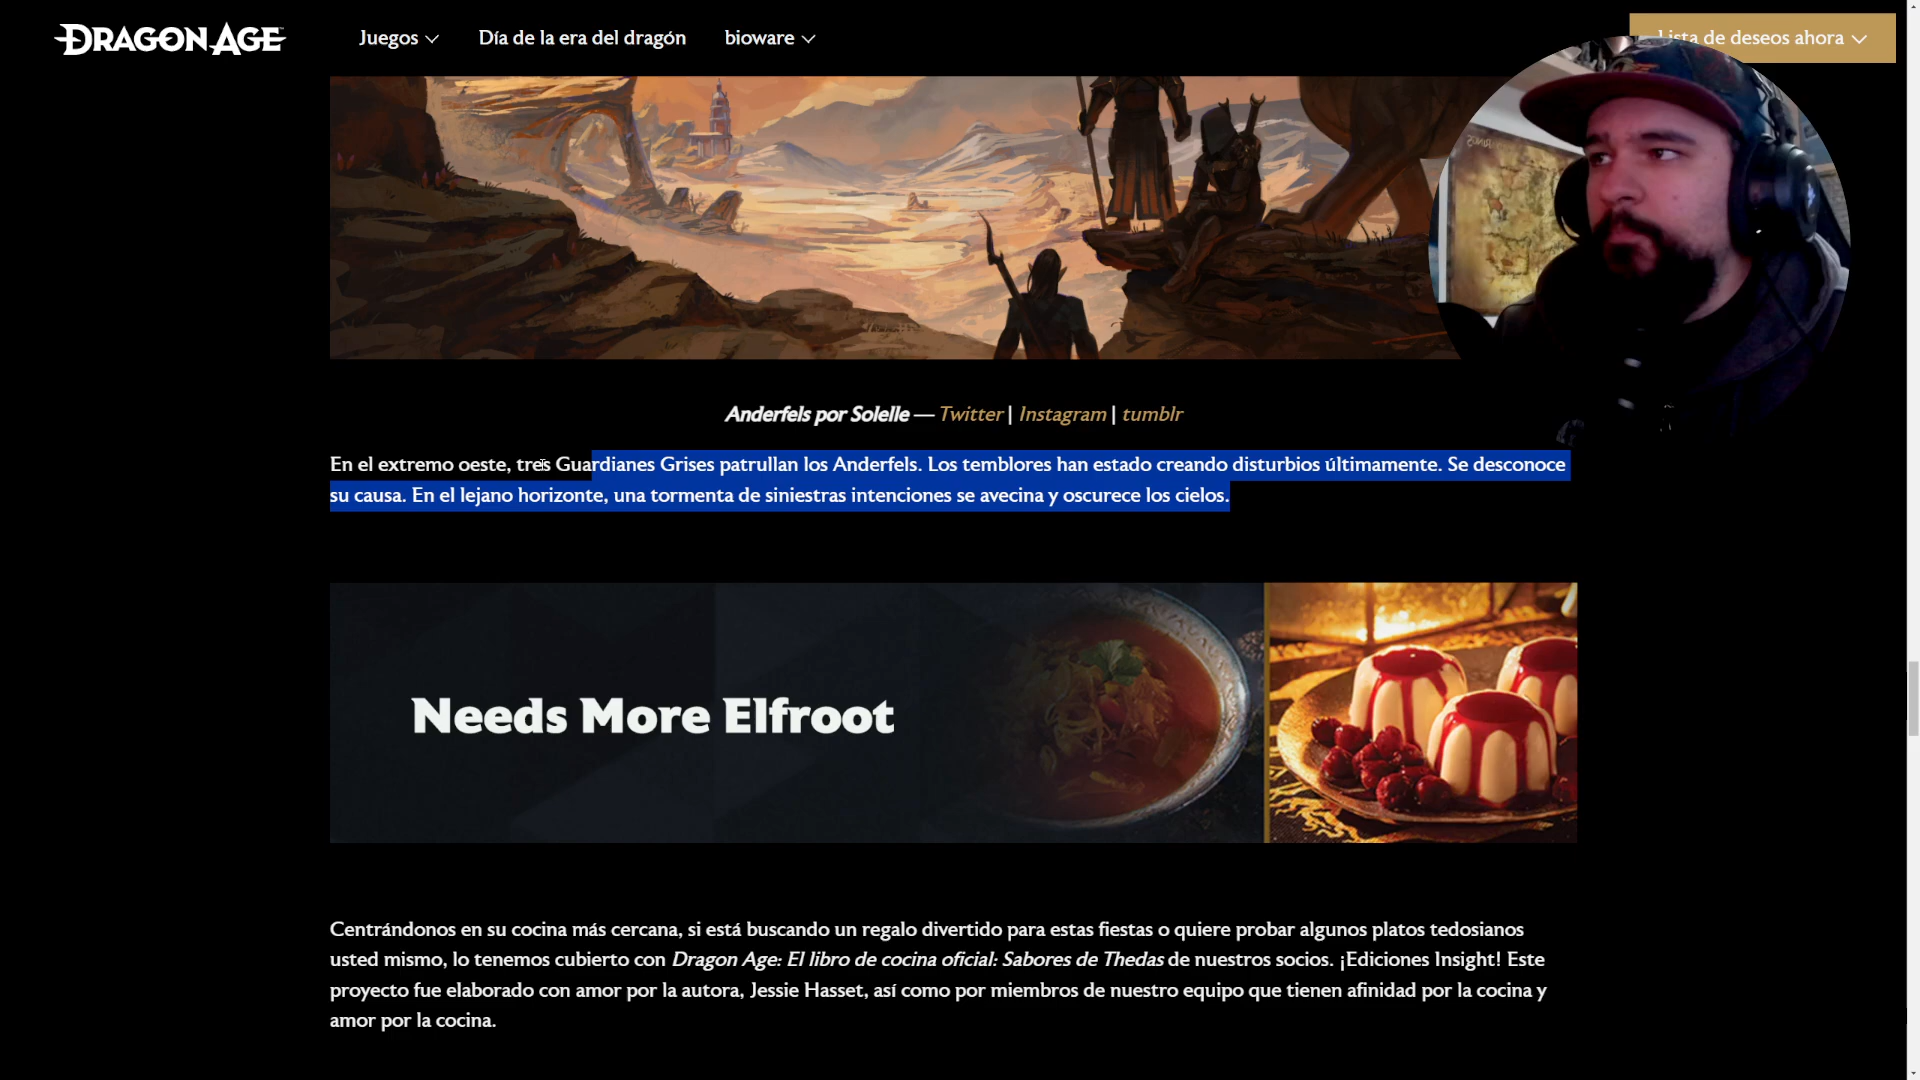 DRAGON AGE
Juegos
Día de la era del dragón
bioware
Lista de deseos ahora
Anderfels por Solelle — Twitter | Instagram | tumblr
En el extremo oeste, tres Guardianes Grises patrullan los Anderfels. Los temblores han estado creando disturbios últimamente. Se desconoce
su causa. En el lejano horizonte, una tormenta de siniestras intenciones se avecina y oscurece los cielos.
Needs More Elfroot
Centrándonos en su cocina más cercana, si está buscando un regalo divertido para estas fiestas o quiere probar algunos platos tedosianos
usted mismo, lo tenemos cubierto con Dragon Age: El libro de cocina oficial: Sabores de Thedas de nuestros socios. ¡Ediciones Insight! Este
proyecto fue elaborado con amor por la autora, Jessie Hasset, así como por miembros de nuestro equipo que tienen afinidad por la cocina y
amor por la cocina.